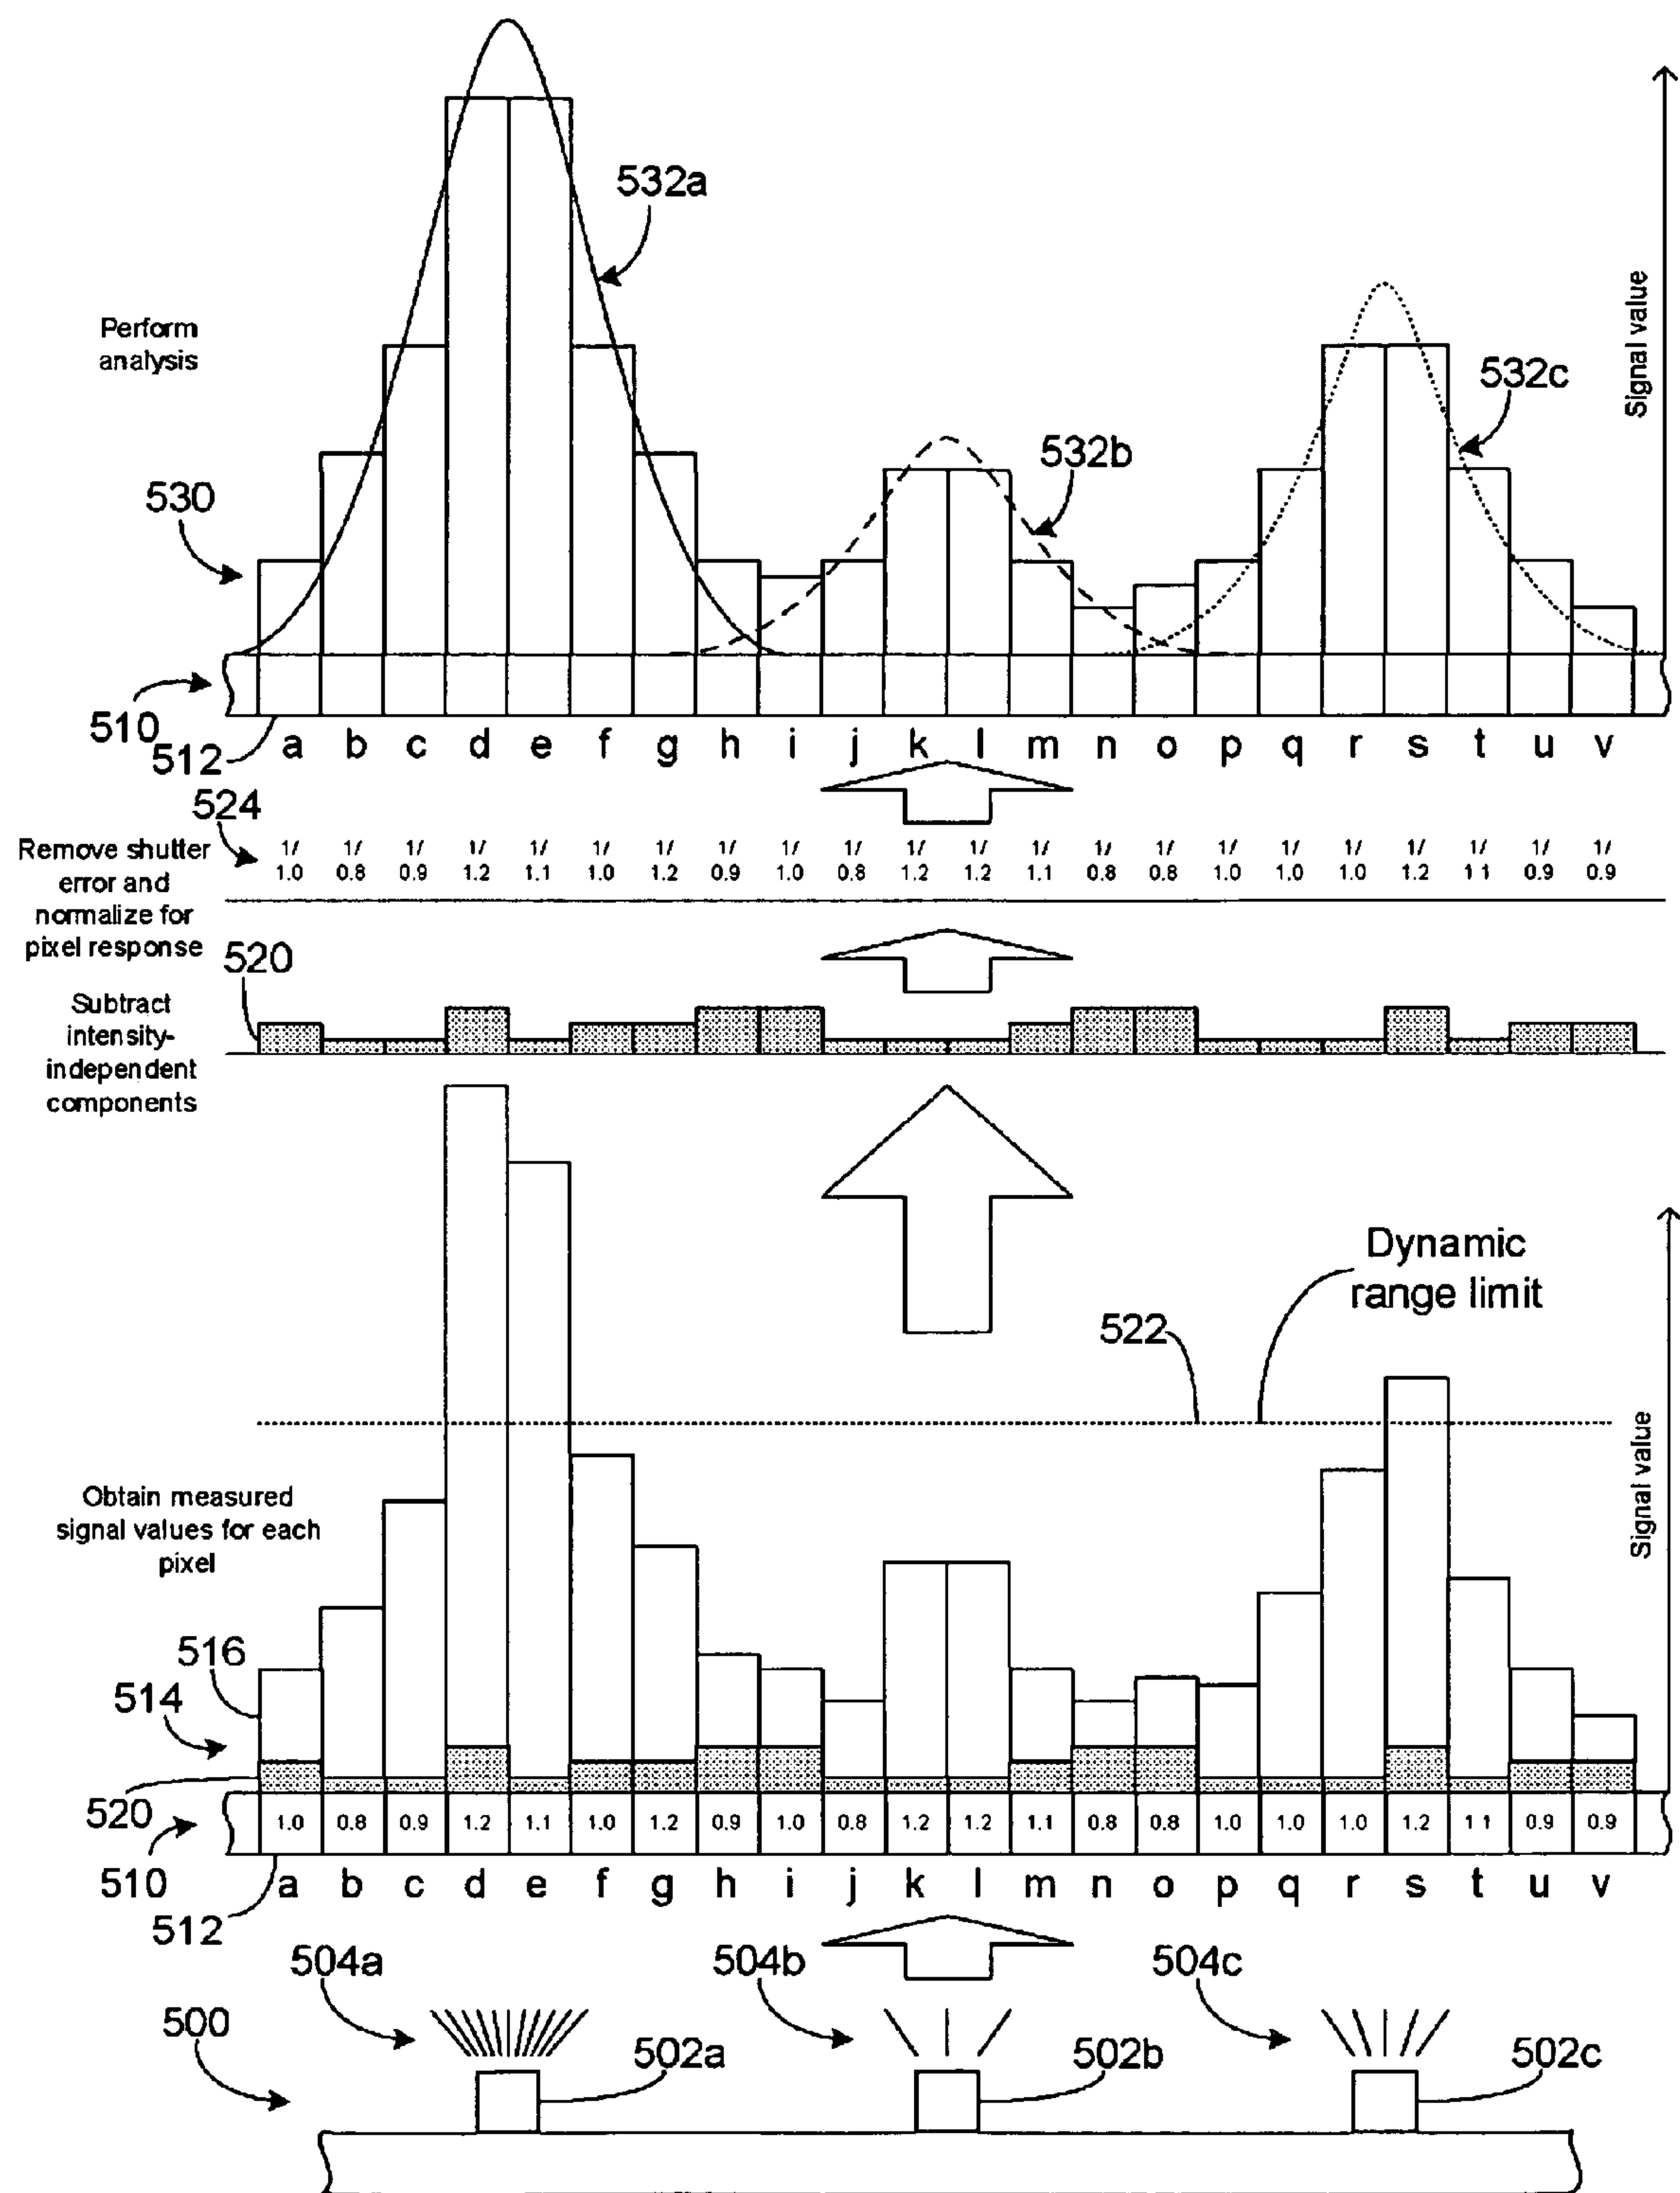 532a
Signal value
Perform
analysis
532c
532b
530
510
512
a b c d e f g h i j k l m n o p q r s t u v
524
Remove shutter
error and
normalize for
pixel response
1/ 1/ 1/ 1/ 1/ 1/ 1/ 1/ 1/ 1/ 1/ 1/ 1/ 1/ 1/ 1/ 1/ 1/ 1/ 1/ 1/ 1/
1.0 0.8 0.9 1.2 1.1 1.0 1.2 0.9 1.0 0.8 1.2 1.2 1.1 0.8 0.8 1.0 1.0 1.0 1.2 1 1 0.9 0.9
520
Subtract
intensity-
independent
components
Dynamic
range limit
522
Signal value
Obtain measured
signal values for each
pixel
516
514
520
1.0 0.8 0.9 1.2 1.1 1.0 1.2 0.9 1.0 0.8 1.2 1.2 1.1 0.8 0.8 1.0 1.0 1.0 1.2 1 1 0.9 0.9
510
a b c d e f g h i j k l m n o p q r s t u v
512
504a 504b 504c
500
502a 502b 502c